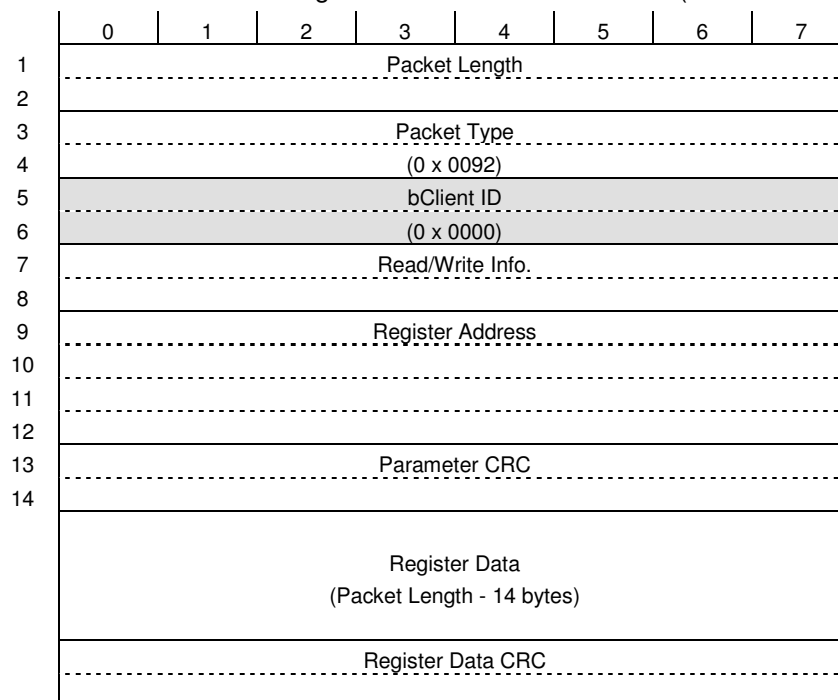 0 1 2 3 4 5 6 7
1 Packet Length
2
3 Packet Type
4 (0 x 0092)
5 bClient ID
6 (0 x 0000)
7 Read/Write Info.
8
9 Register Address
10
11
12
13 Parameter CRC
14
Register Data
(Packet Length - 14 bytes)
Register Data CRC